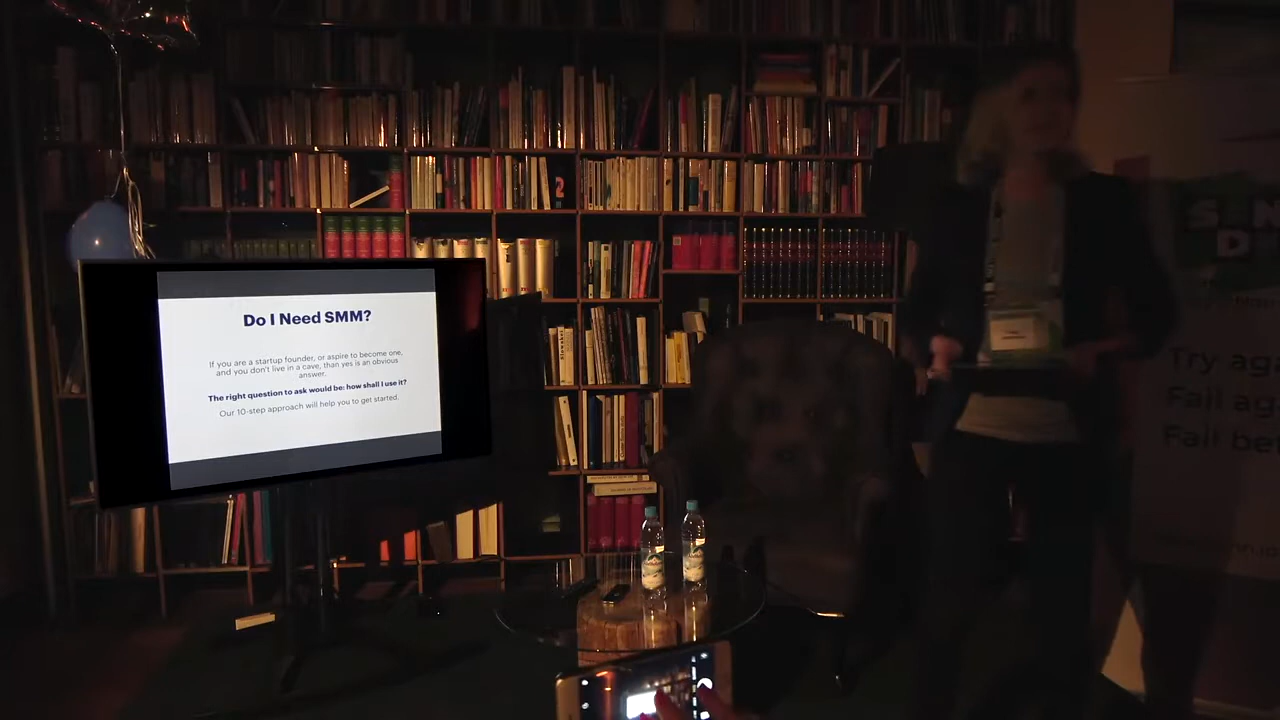 Do I Need SMM?
If you are a startup founder, or aspire to become one,
and you don't live in a cave, than yes is an obvious
answer.
The right question to ask would be: how shall I use it?
Our 10-step approach will help you to get started.
2
Try aga
Fail ag
Fail be